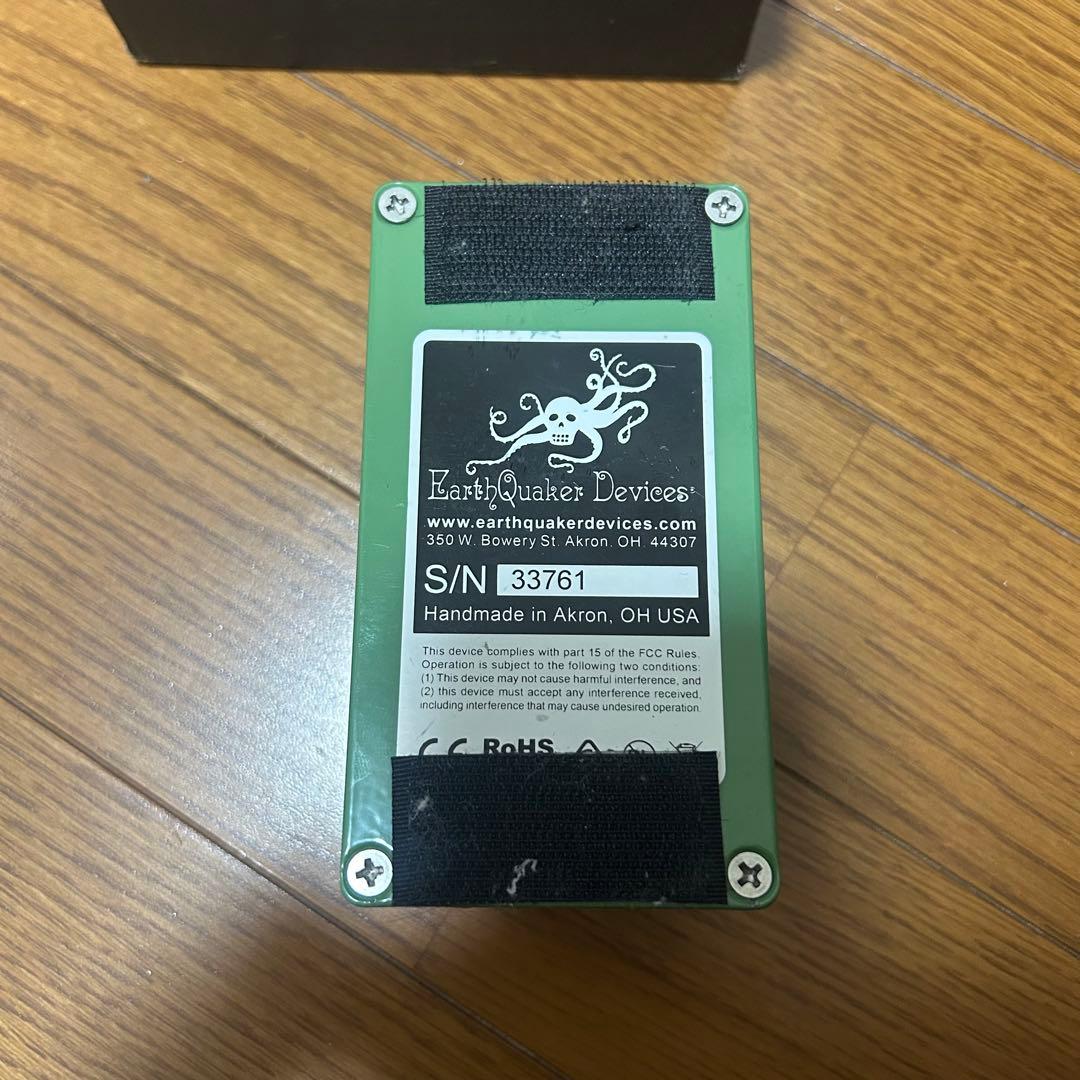 EarthQuaker Devices
www.earthquakerdevices.com
350 W. Bowery St. Akron, OH 44307
S/N 33761
Handmade in Akron, OH USA
This device complies with part 15 of the FCC Rules.
Operation is subject to the following two conditions:
(1) This device may not cause harmful interference, and
(2) this device must accept any interference received,
including interference that may cause undesired operation.
CE RoHS